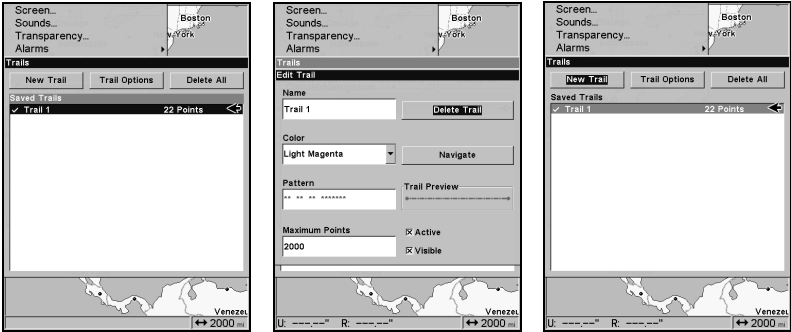 Screen...
Sounds...
Transparency...
Alarms
Boston
w-York
Trails
New Trail
Trail Options
Delete All
Saved Trails
✓ Trail 1 22 Points
Venezeu
↔ 2000 mi
Screen...
Sounds...
Transparency...
Alarms
Boston
w-York
Trails
Edit Trail
Name
Trail 1
Delete Trail
Color
Light Magenta
Navigate
Pattern
** ** ** *******
Trail Preview
Maximum Points
2000
Active
Visible
Venezeu
U: ---.--" R: ---.--" ↔ 2000 mi
Screen...
Sounds...
Transparency...
Alarms
Boston
w-York
Trails
New Trail
Trail Options
Delete All
Saved Trails
✓ Trail 1 22 Points
Venezeu
U: ---.--" R: ---.--" ↔ 2000 mi